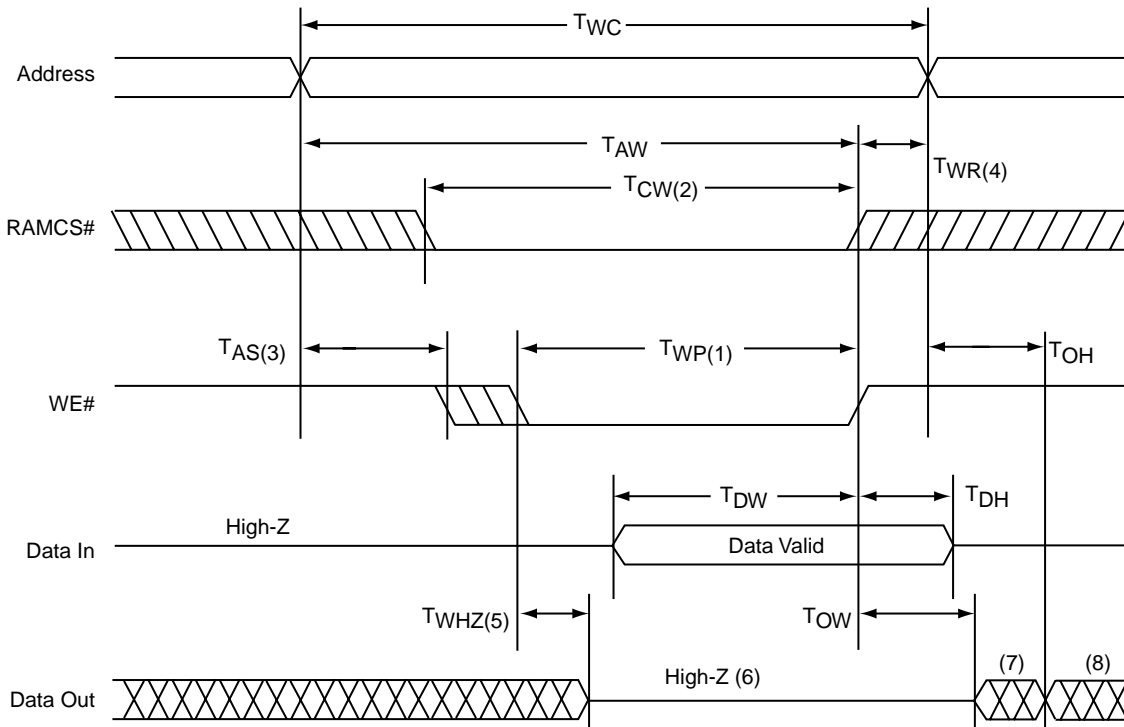 TWC
Address
TAW
TWR(4)
TCW(2)
RAMCS#
TAS(3)
TWP(1)
TOH
WE#
TDW
TDH
High-Z
Data In
Data Valid
TWHZ(5)
TOW
High-Z (6)
(7)
(8)
Data Out